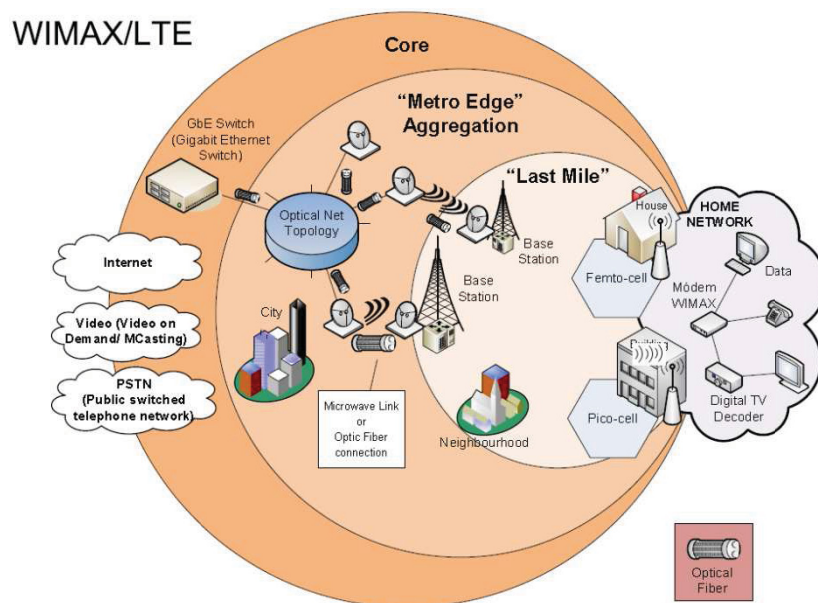 WIMAX/LTE
Core
"Metro Edge"
Aggregation
GbE Switch
(Gigabit Ethernet
Switch)
"Last Mile"
Optical Net
Topology
House
HOME
NETWORK
Base
Station
Internet
Femto-cell
Data
Módem
WIMAX
Base
Station
City
Video (Video on
Demand/ MCasting)
Building
PSTN
(Public switched
telephone network)
Microwave Link
or
Optic Fiber
connection
Digital TV
Decoder
Pico-cell
Neighbourhood
Optical
Fiber